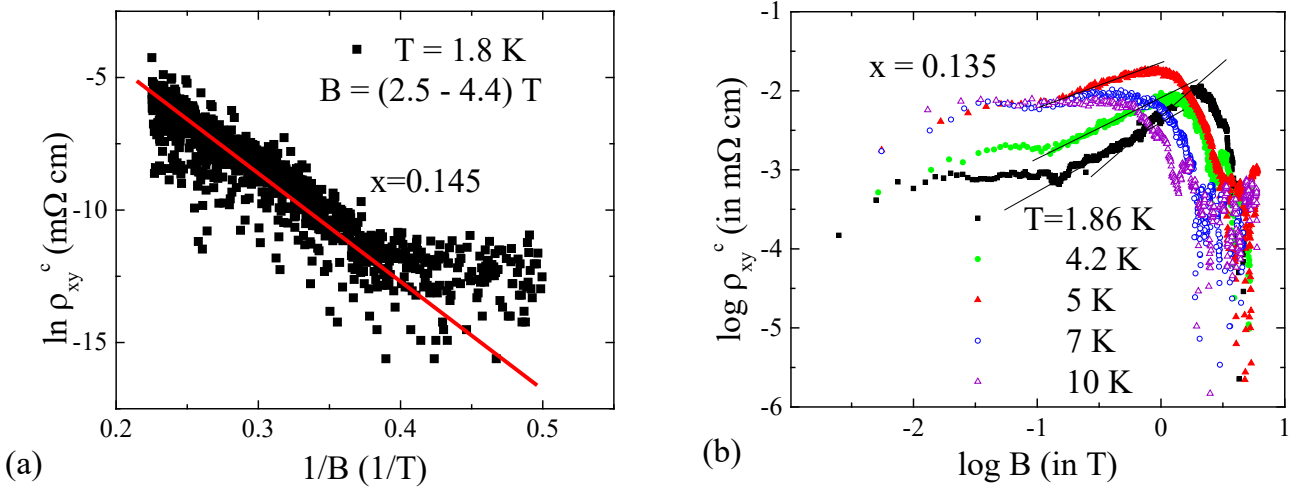 T = 1.8 K
B = (2.5 - 4.4) T
x=0.145
-5
-10
-15
ln ρxy^c (mΩ cm)
0.2 0.3 0.4 0.5
1/B (1/T)
(a)
-1
-2
-3
-4
-5
-6
log ρxy^c (in mΩ cm)
x = 0.135
T=1.86 K
4.2 K
5 K
7 K
10 K
-2 -1 0 1
log B (in T)
(b)